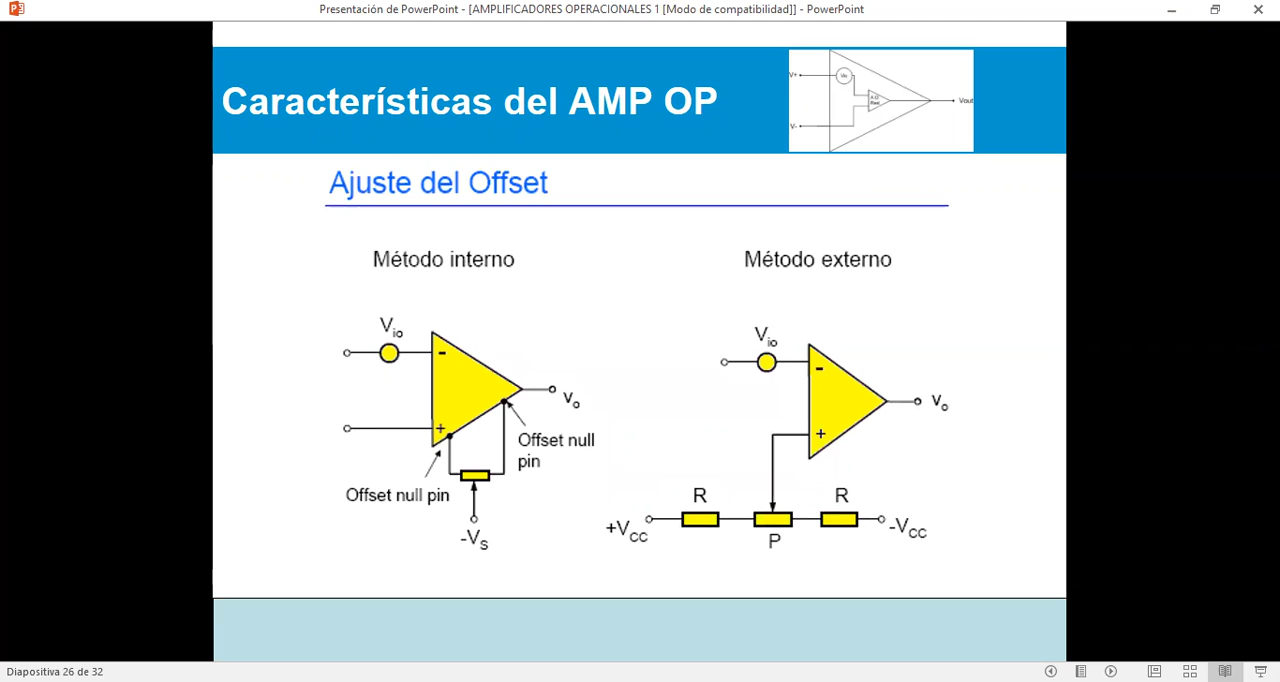 Presentación de PowerPoint - [AMPLIFICADORES OPERACIONALES 1 [Modo de compatibilidad]] - PowerPoint
Características del AMP OP
V+
Vio
A.O.
Real
Vout
V-
Ajuste del Offset
Método interno
Método externo
Vio
-
+
vo
Offset null
pin
Offset null pin
-VS
Vio
-
+
vo
R
R
+VCC
P
-VCC
Diapositiva 26 de 32